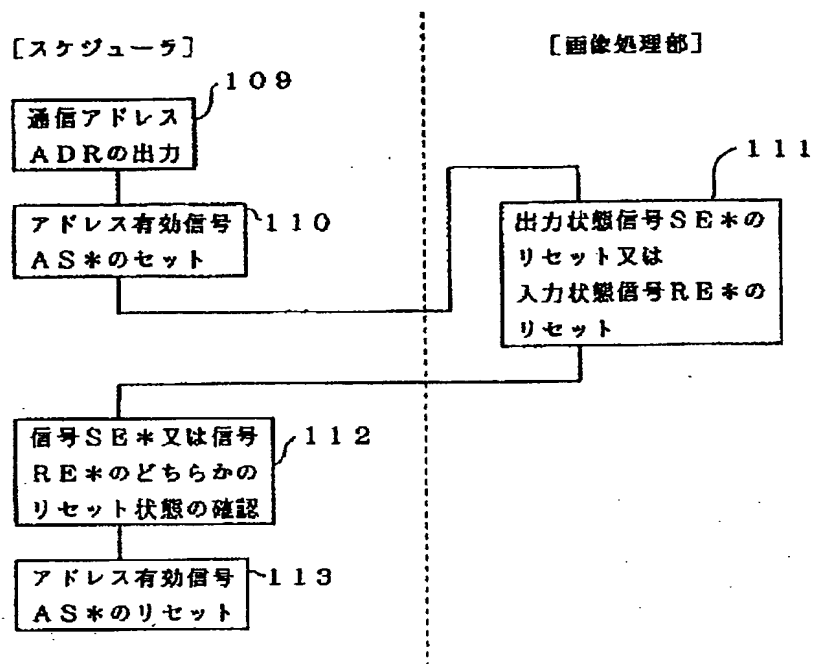 [スケジューラ]
[画像処理部]
109
通信アドレス
ADRの出力
アドレス有効信号
AS*のセット
110
111
出力状態信号SE*の
リセット又は
入力状態信号RE*の
リセット
信号SE*又は信号
RE*のどちらかの
リセット状態の確認
112
アドレス有効信号
AS*のリセット
113